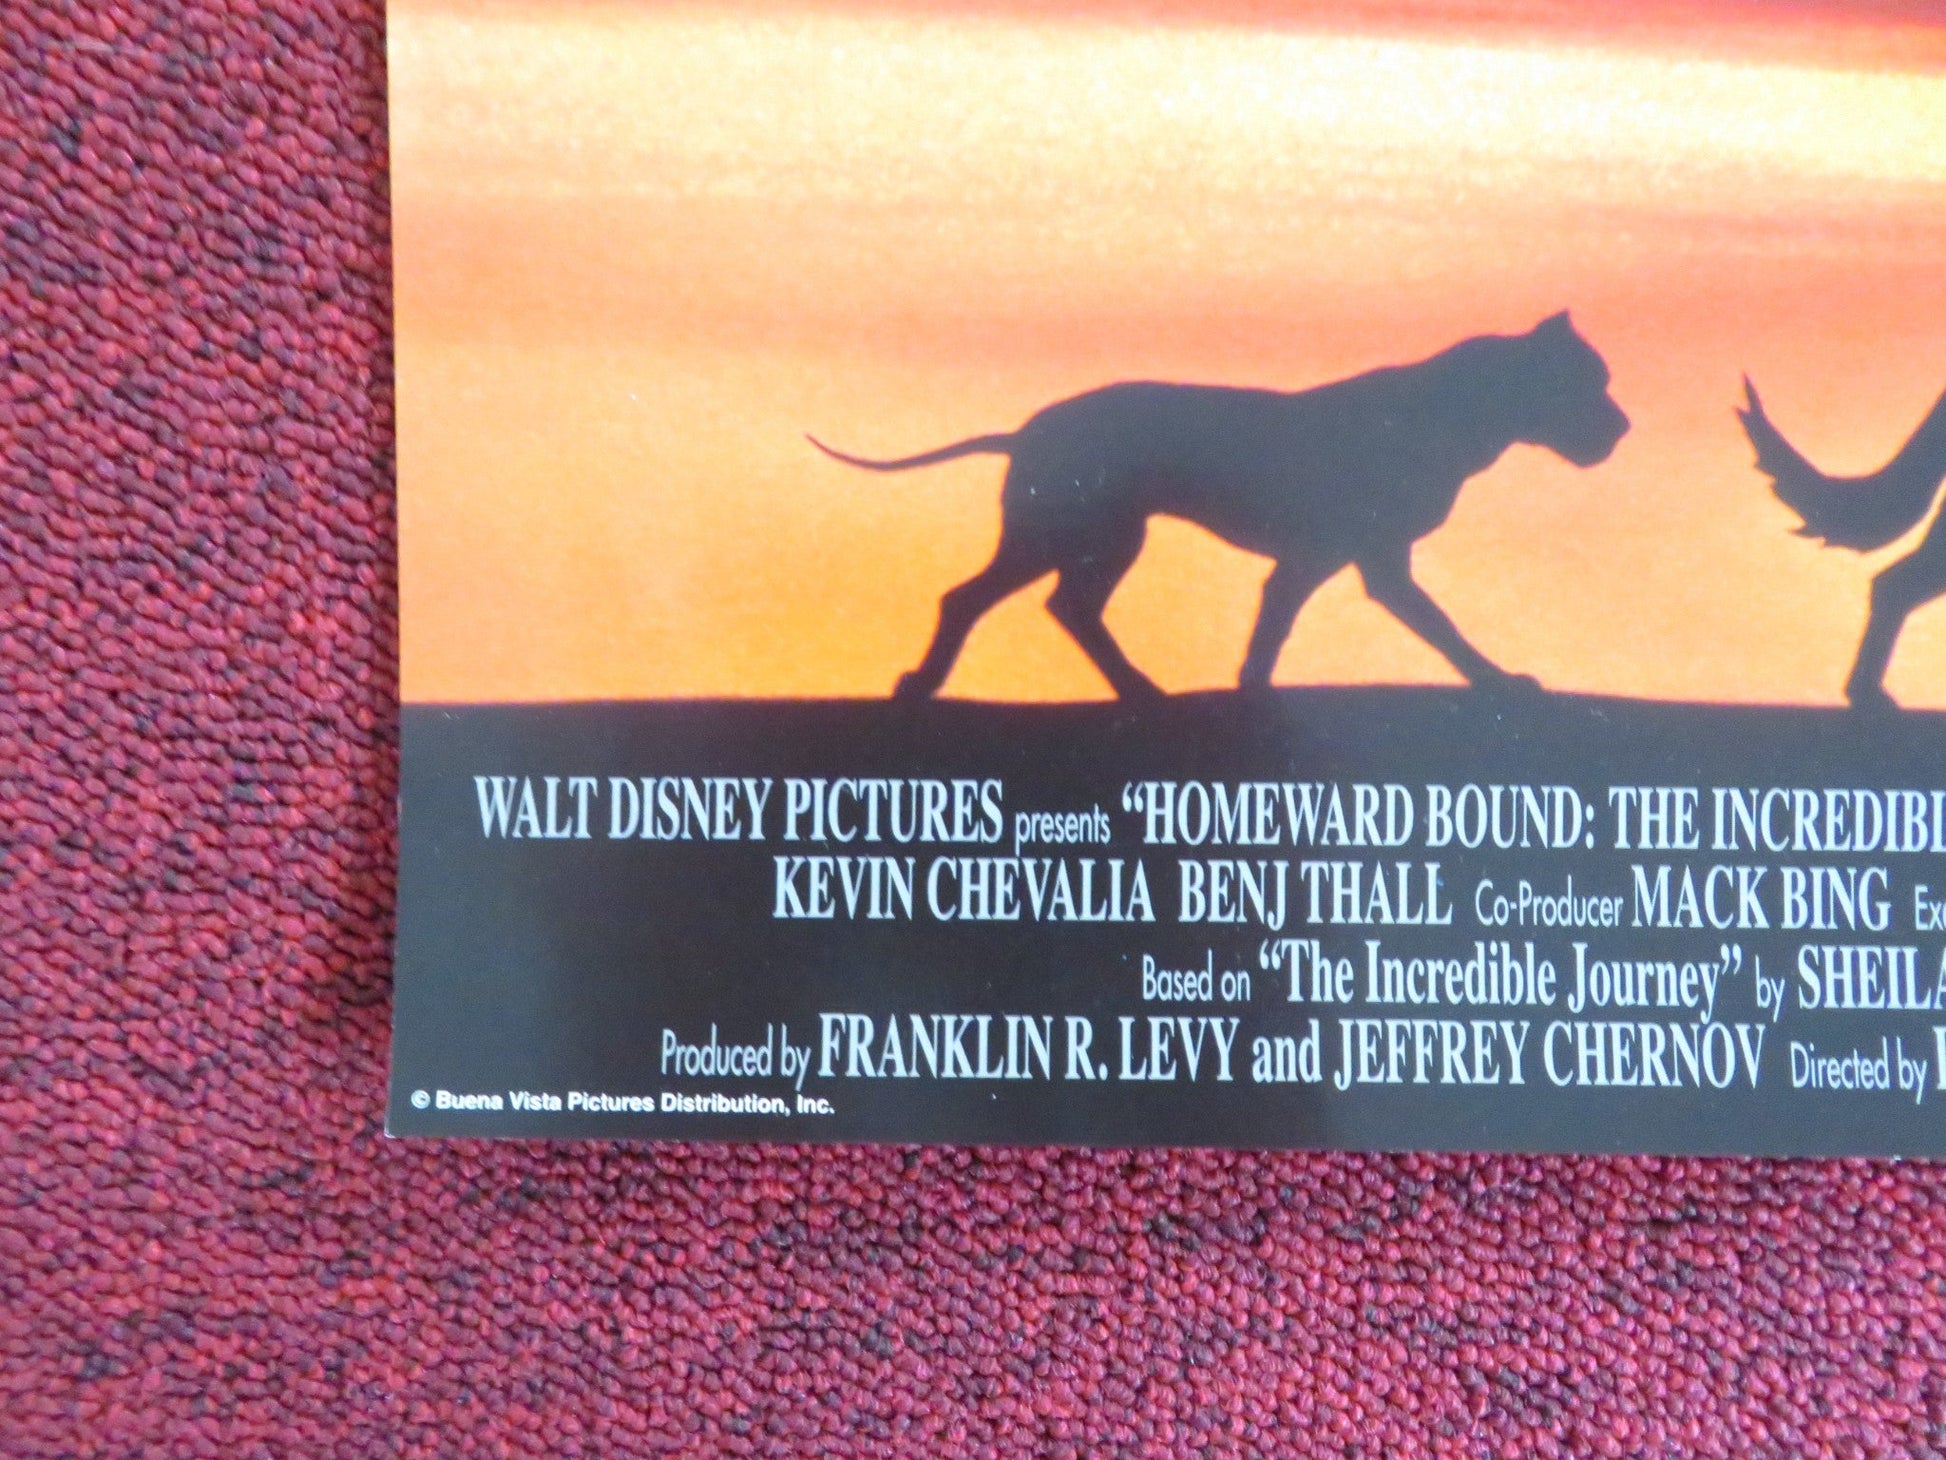 WALT DISNEY PICTURES presents “HOMEWARD BOUND: THE INCREDIBL
KEVIN CHEVALIA BENJ THALL Co-Producer MACK BING Exe
Based on “The Incredible Journey” by SHEILA
Produced by FRANKLIN R. LEVY and JEFFREY CHERNOV Directed by
© Buena Vista Pictures Distribution, Inc.